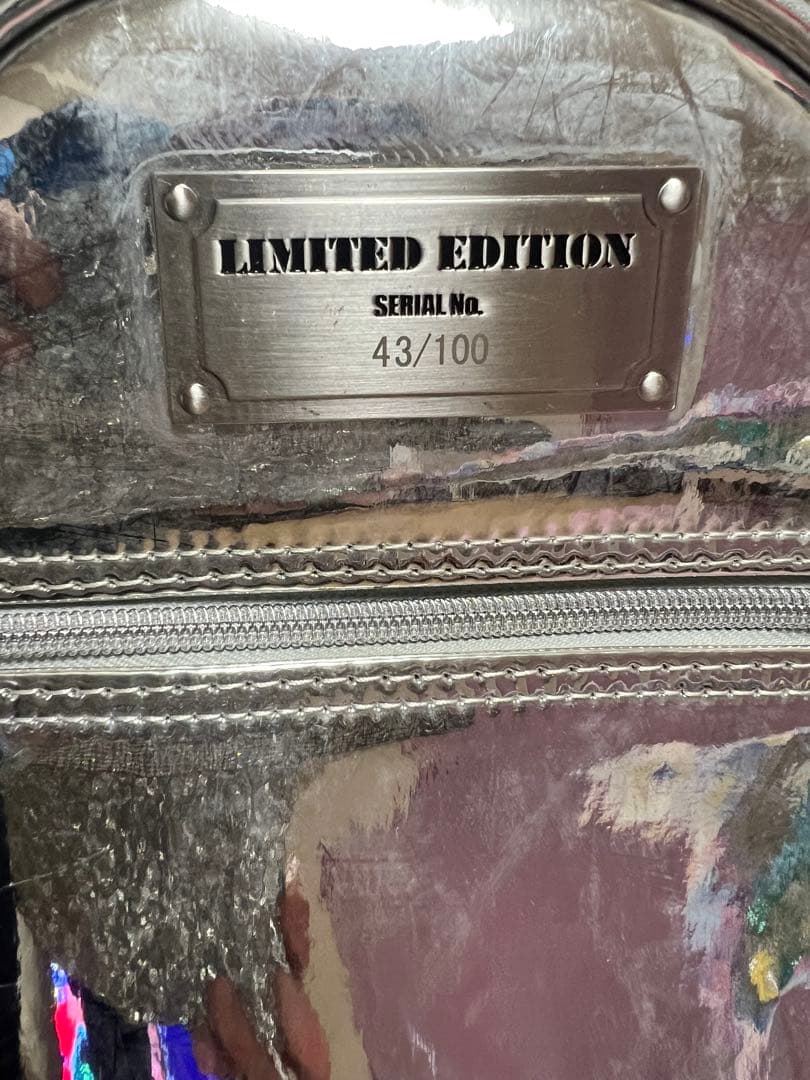 LIMITED EDITION
SERIAL No.
43/100